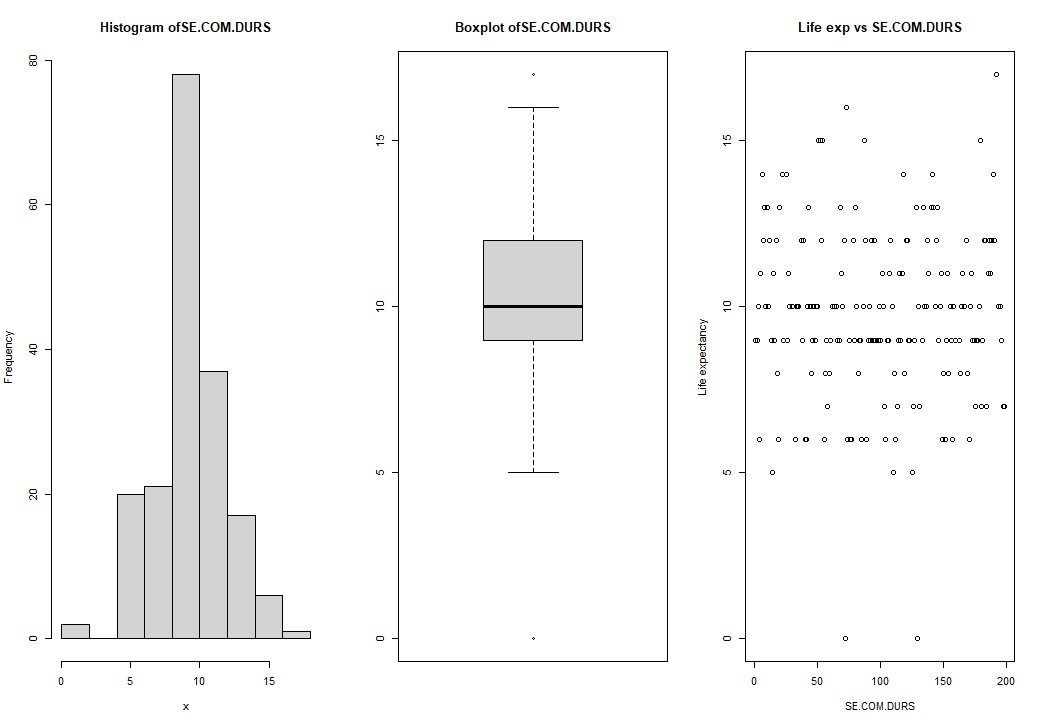 Histogram ofSE.COM.DURS
Frequency
80
60
40
20
0
0 5 10 15
x
Boxplot ofSE.COM.DURS
15
10
5
0
Life exp vs SE.COM.DURS
Life expectancy
15
10
5
0
0 50 100 150 200
SE.COM.DURS